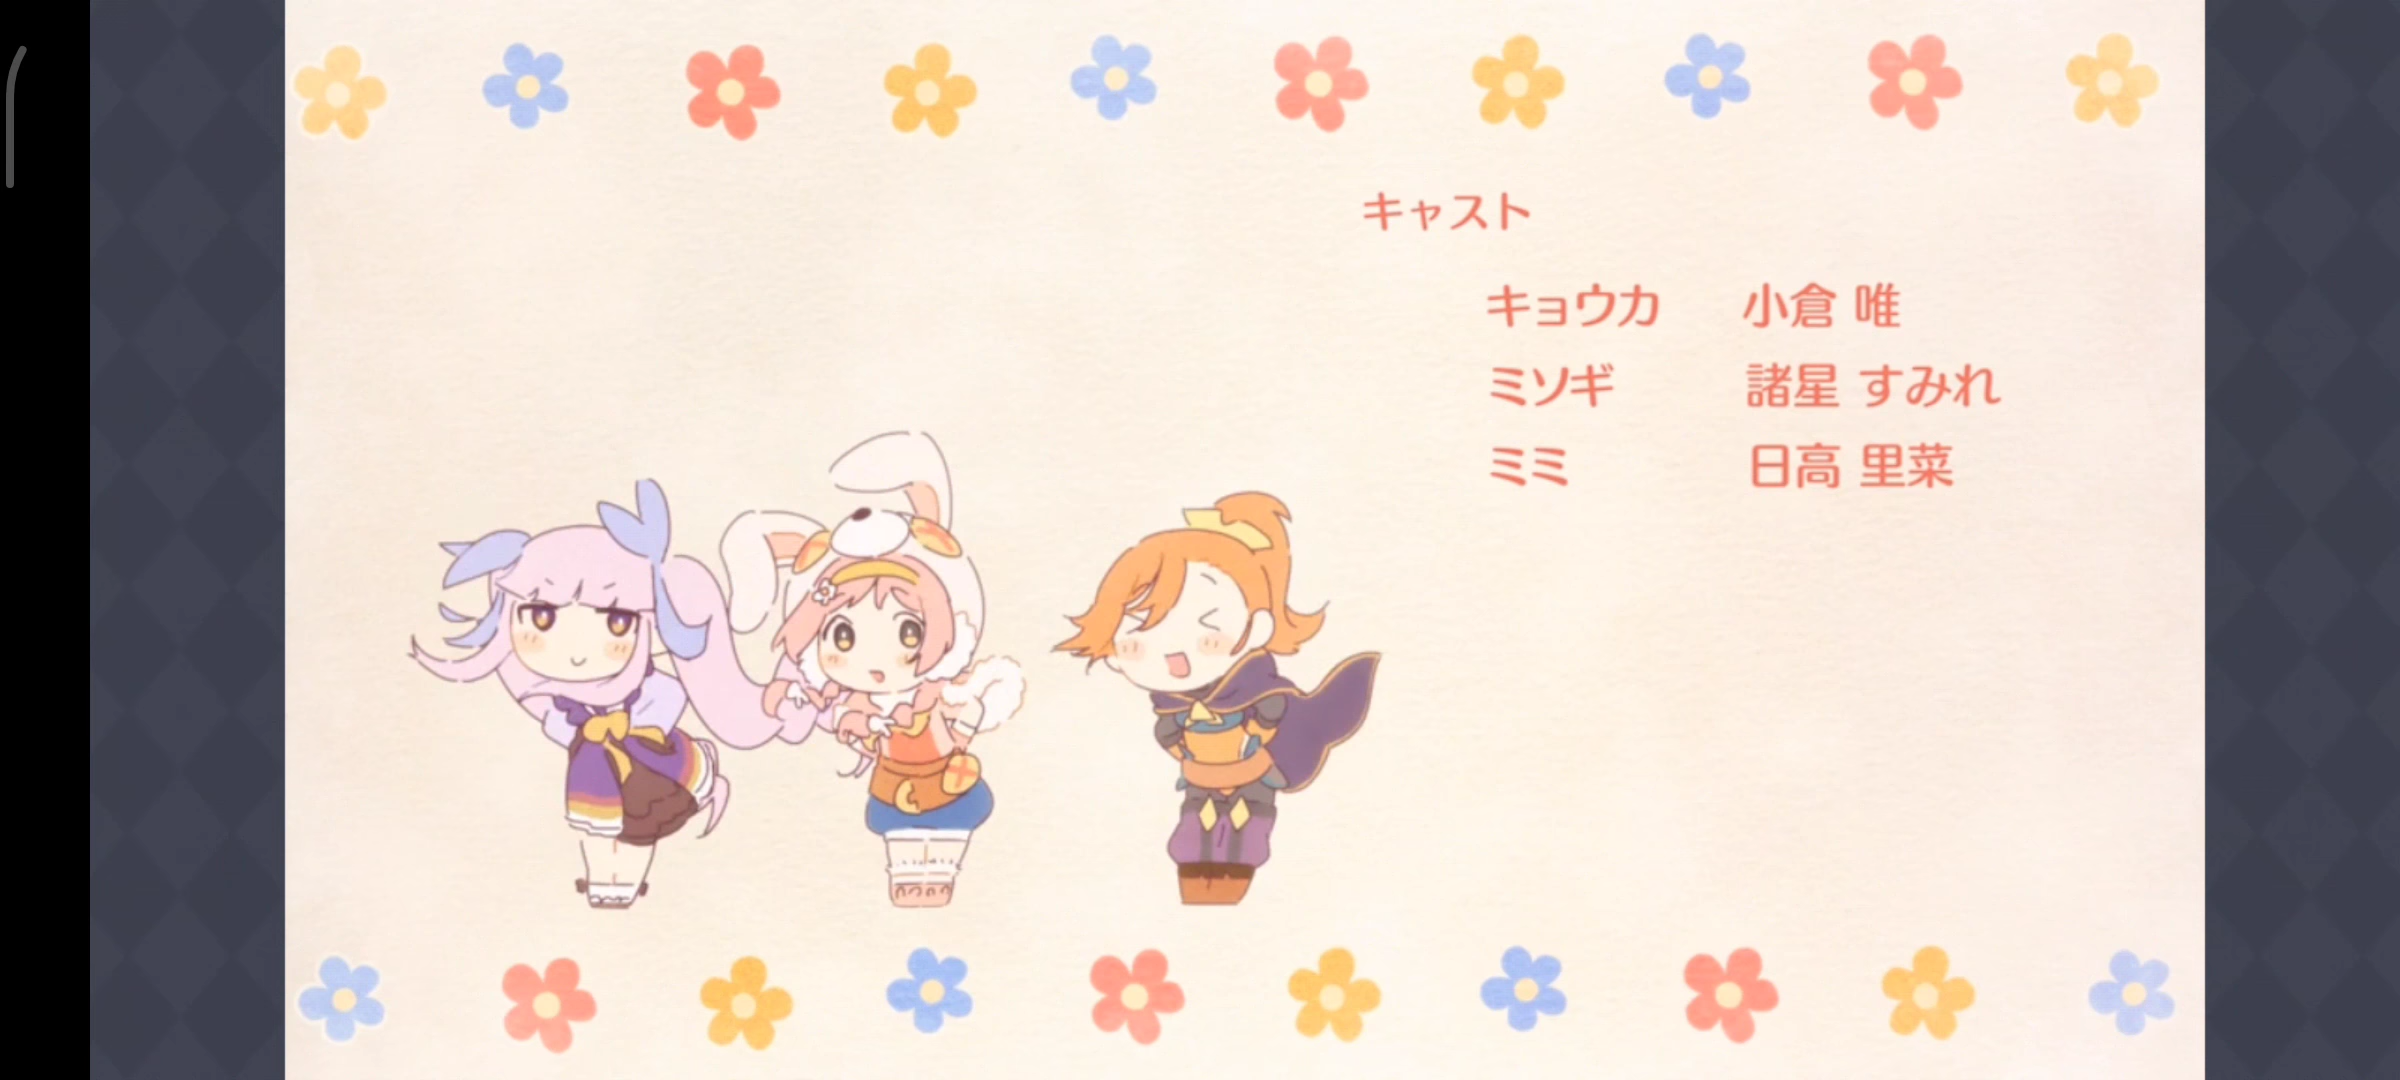 キャスト
キョウカ 小倉 唯
ミソギ 諸星 すみれ
ミミ 日高 里菜